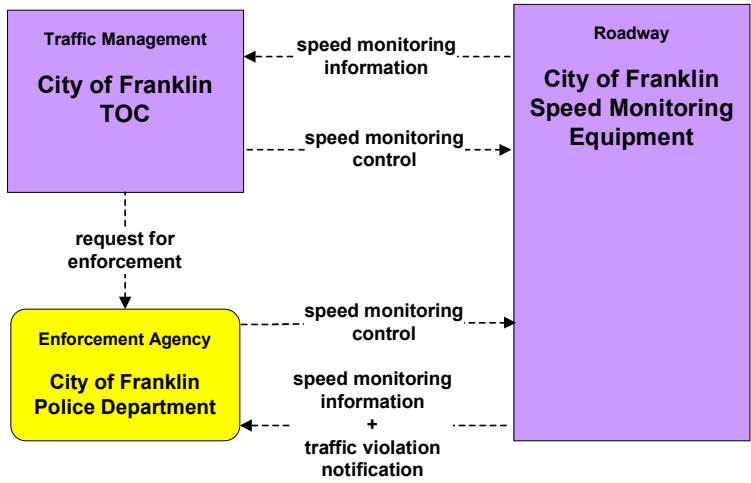 Traffic Management
City of Franklin
TOC
speed monitoring
information
speed monitoring
control
Roadway
City of Franklin
Speed Monitoring
Equipment
request for
enforcement
Enforcement Agency
City of Franklin
Police Department
speed monitoring
control
speed monitoring
information
+
traffic violation
notification